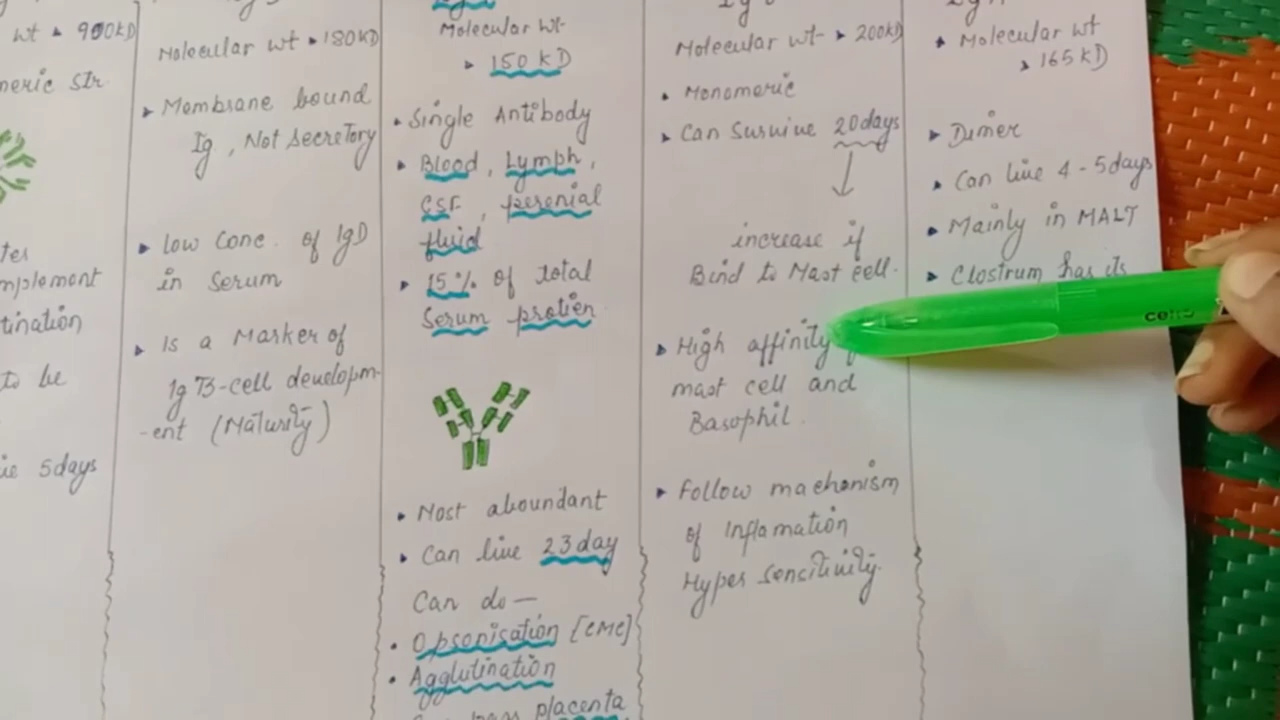 wt 900KD
meric str.
tes
mplement
tination
to be
5days
Molecular wt 180KD
Membrane bound
Ig, Not Secretory
low Conc. of IgD
in Serum
Is a Marker of
Ig B-cell developm-
-ent (Maturity)
Molecular wt
150 KD
Single Antibody
Blood, Lymph,
CSF, perenial
fluid
15% of total
Serum protien
Most aboundant
Can live 23day
Can do —
Opsonisation [CMC]
Agglutination
placenta
Molecular wt- 200KD
Monomeric
Can Survive 20days
increase if
Bind to Mast cell.
High affinity
mast cell and
Basophil.
Follow machonism
of Inflamation
Hyper sensitivity.
Molecular wt
165 KD
Dimer
Can live 4-5days
Mainly in MALT
Clostrum has its
cello